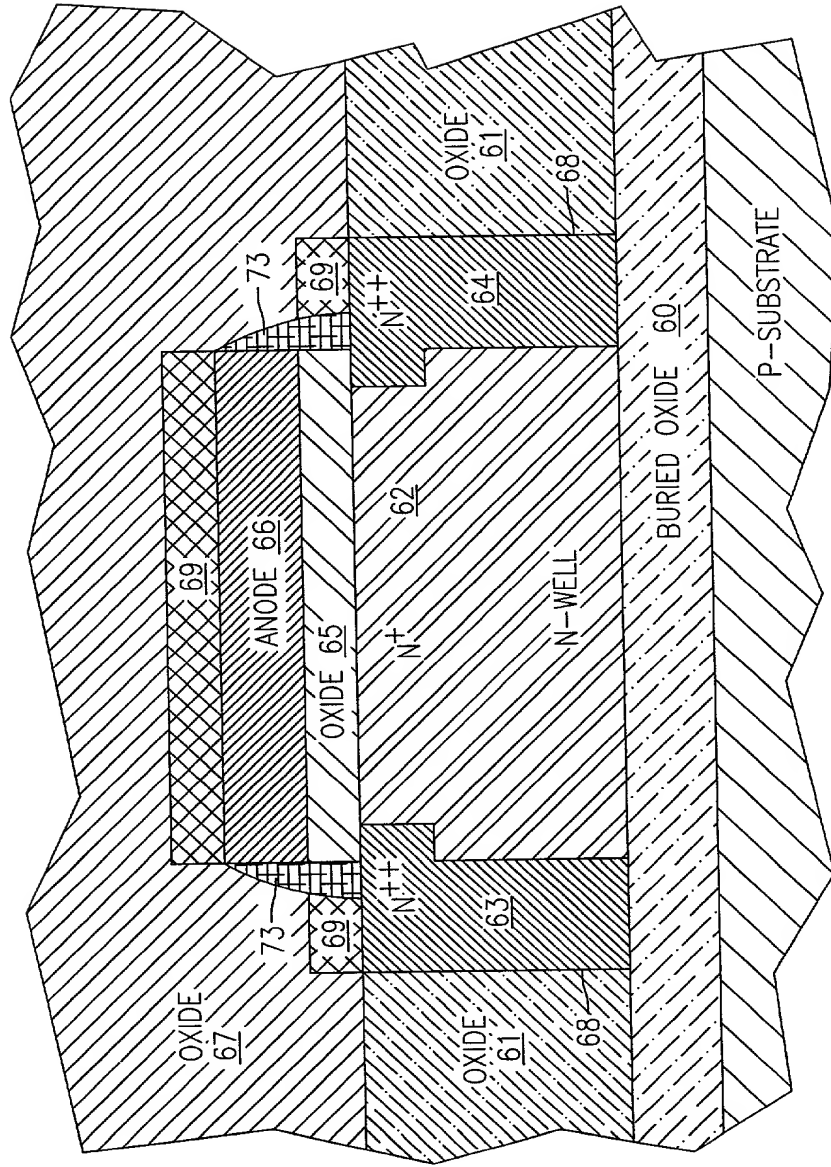 OXIDE
67
69
ANODE 66
OXIDE 65
73
69
73
69
N++
63
N+
62
N-WELL
N++
64
OXIDE
61
68
OXIDE
61
68
BURIED OXIDE 60
P-SUBSTRATE